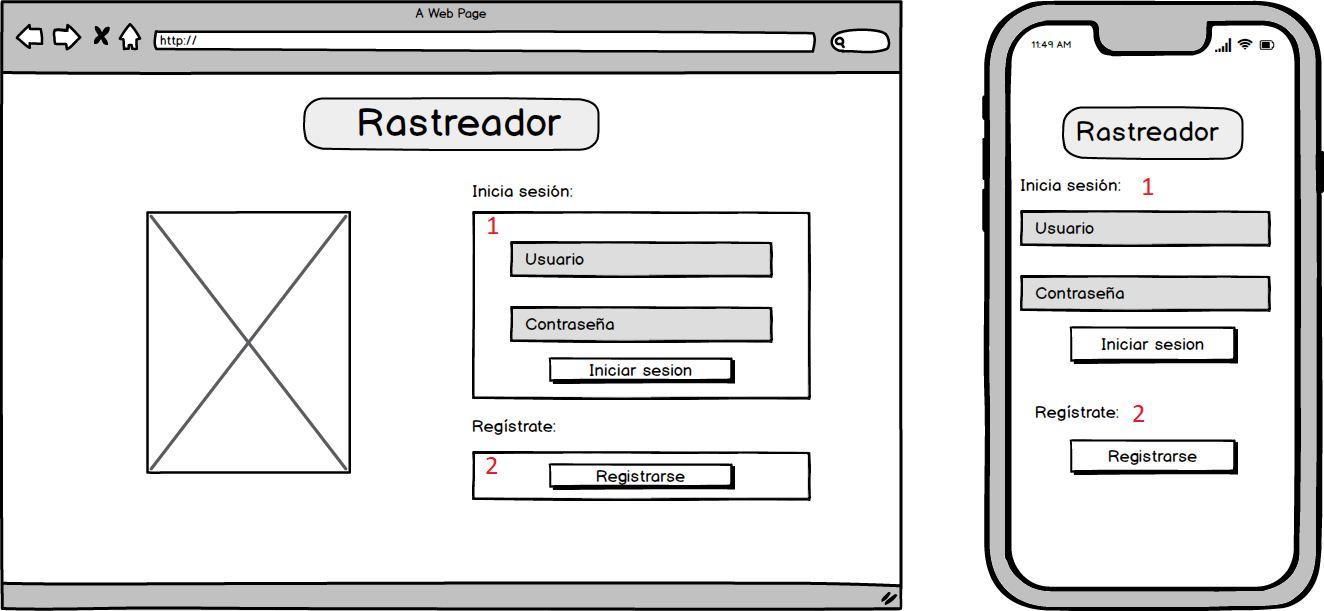 A Web Page
http://
Rastreador
Inicia sesión:
1
Usuario
Contraseña
Iniciar sesion
Regístrate:
2
Registrarse
11:49 AM
Rastreador
Inicia sesión:
1
Usuario
Contraseña
Iniciar sesion
Regístrate:
2
Registrarse